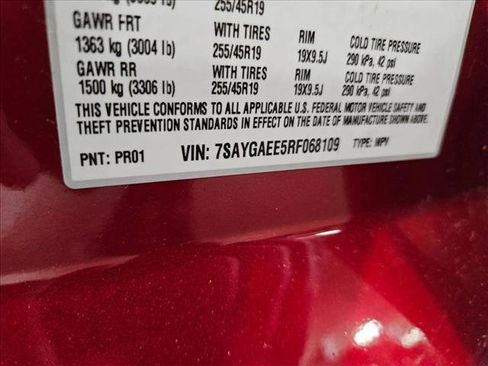 255/45R19
GAWR FRT WITH TIRES RIM COLD TIRE PRESSURE
1363 kg (3004 lb) 255/45R19 19X9.5J 290 kPa, 42 psi
GAWR RR WITH TIRES RIM COLD TIRE PRESSURE
1500 kg (3306 lb) 255/45R19 19X9.5J 290 kPa, 42 psi
THIS VEHICLE CONFORMS TO ALL APPLICABLE U.S. FEDERAL MOTOR VEHICLE SAFETY AND
THEFT PREVENTION STANDARDS IN EFFECT ON THE DATE OF MANUFACTURE SHOWN ABOVE.
PNT: PR01 VIN: 7SAYGAEE5RF068109 TYPE: MPV